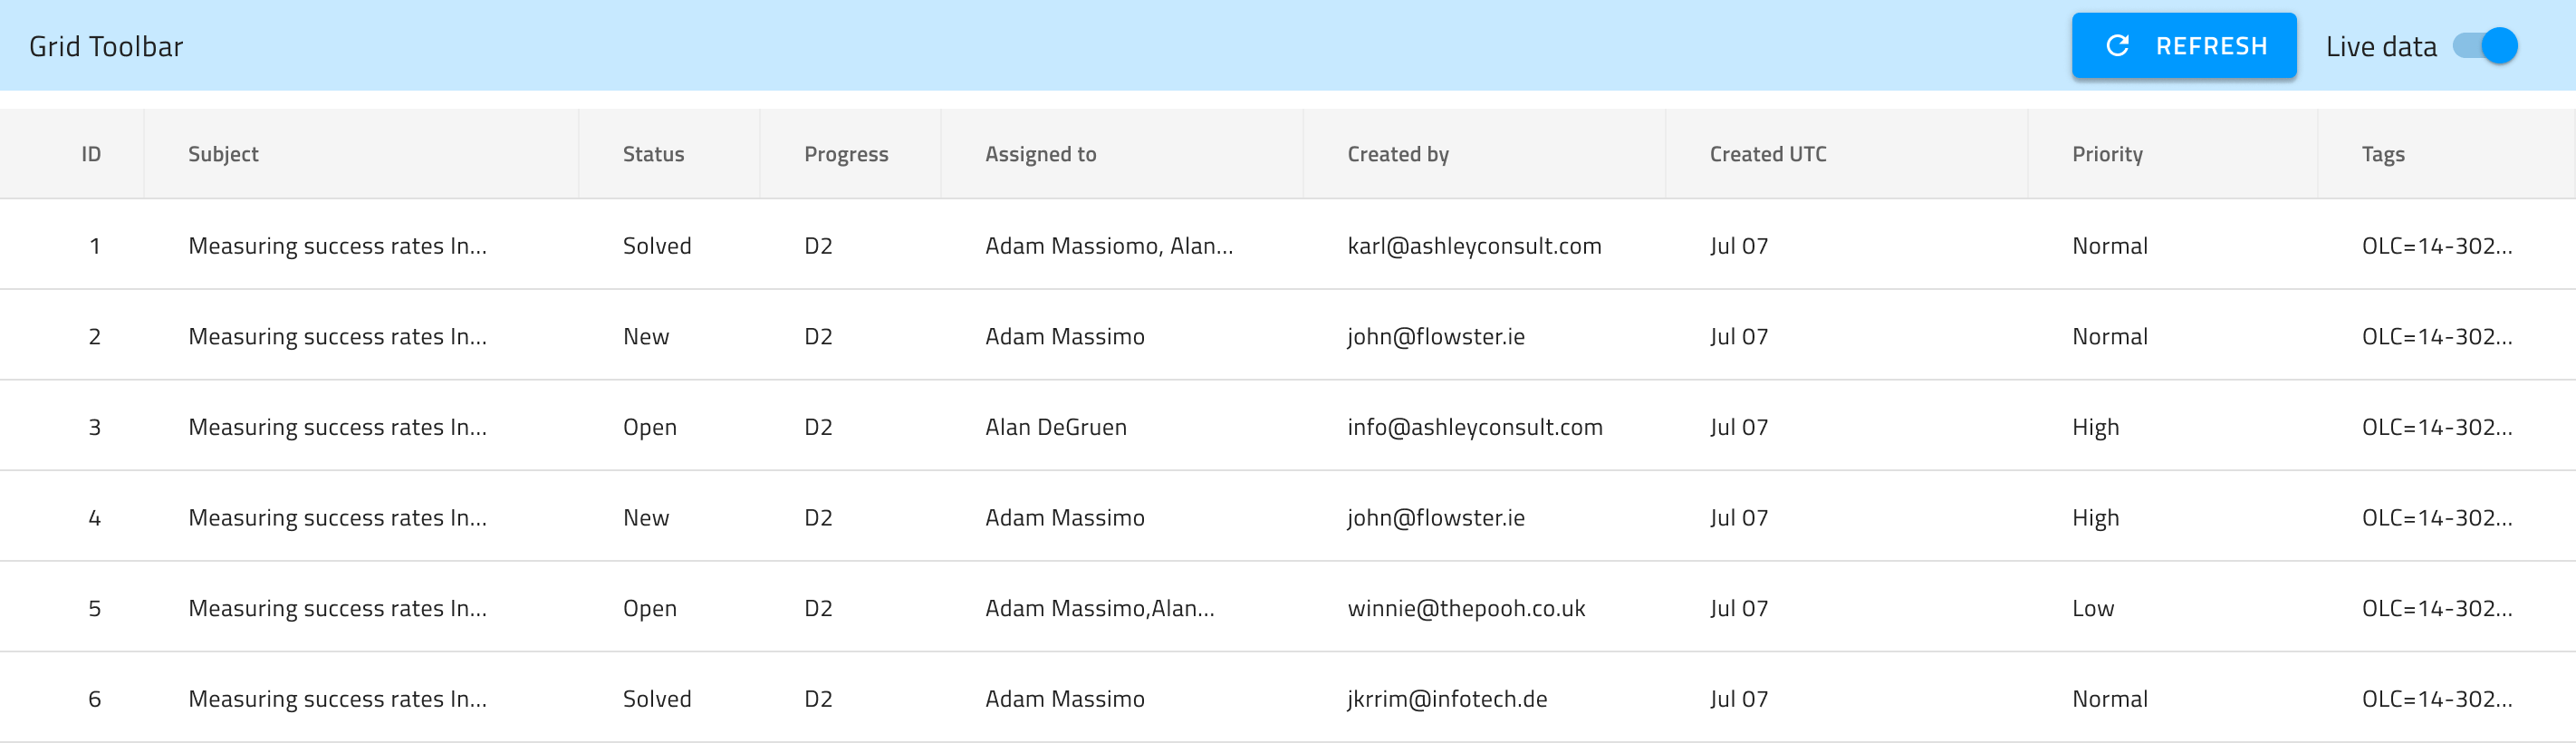 Grid Toolbar REFRESH Live data
ID Subject Status Progress Assigned to Created by Created UTC Priority Tags
1 Measuring success rates In... Solved D2 Adam Massiomo, Alan... karl@ashleyconsult.com Jul 07 Normal OLC=14-302...
2 Measuring success rates In... New D2 Adam Massimo john@flowster.ie Jul 07 Normal OLC=14-302...
3 Measuring success rates In... Open D2 Alan DeGruen info@ashleyconsult.com Jul 07 High OLC=14-302...
4 Measuring success rates In... New D2 Adam Massimo john@flowster.ie Jul 07 High OLC=14-302...
5 Measuring success rates In... Open D2 Adam Massimo,Alan... winnie@thepooh.co.uk Jul 07 Low OLC=14-302...
6 Measuring success rates In... Solved D2 Adam Massimo jkrrim@infotech.de Jul 07 Normal OLC=14-302...